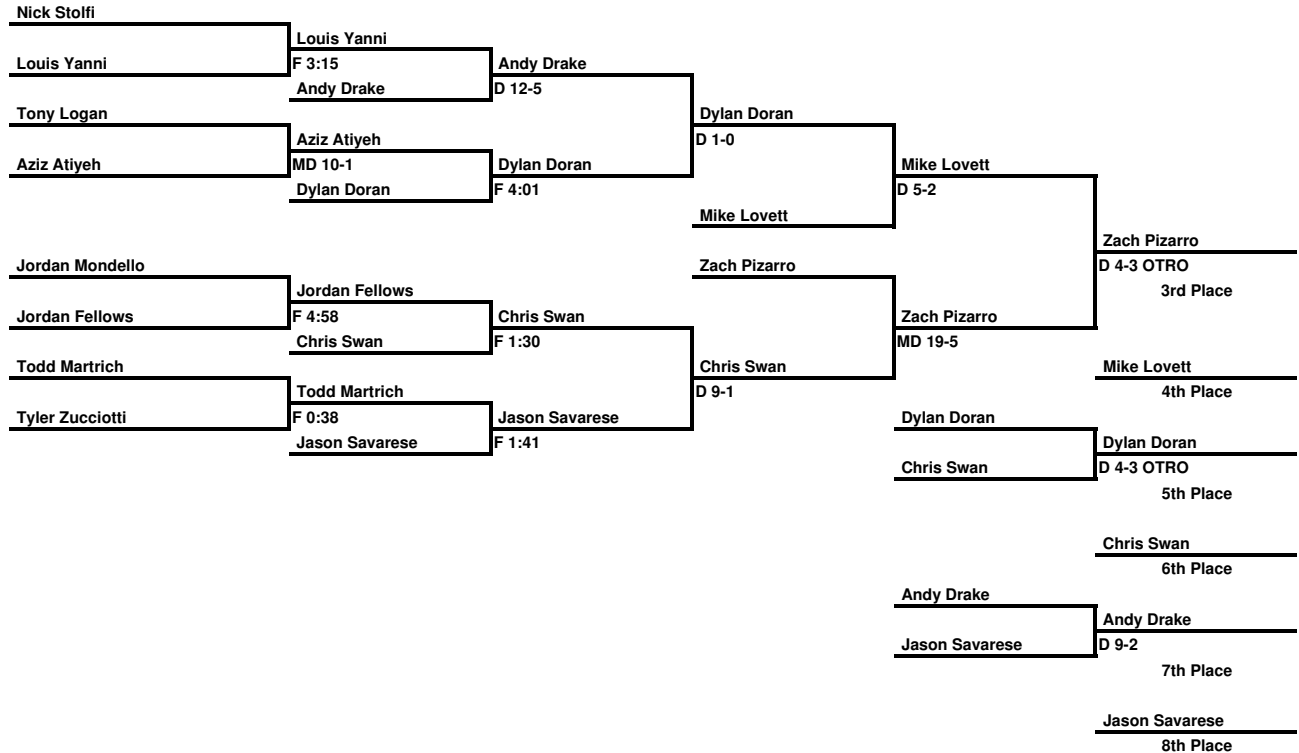 Nick Stolfi
Louis Yanni
Louis Yanni
F 3:15
Andy Drake
Andy Drake
D 12-5
Tony Logan
Dylan Doran
Aziz Atiyeh
D 1-0
Aziz Atiyeh
MD 10-1
Dylan Doran
Mike Lovett
Dylan Doran
F 4:01
D 5-2
Mike Lovett
Zach Pizarro
Jordan Mondello
Zach Pizarro
D 4-3 OTRO
Jordan Fellows
3rd Place
Jordan Fellows
F 4:58
Chris Swan
Zach Pizarro
Chris Swan
F 1:30
MD 19-5
Todd Martrich
Chris Swan
Mike Lovett
Todd Martrich
D 9-1
4th Place
Tyler Zucciotti
F 0:38
Jason Savarese
Dylan Doran
Jason Savarese
F 1:41
Dylan Doran
Chris Swan
D 4-3 OTRO
5th Place
Chris Swan
6th Place
Andy Drake
Andy Drake
Jason Savarese
D 9-2
7th Place
Jason Savarese
8th Place